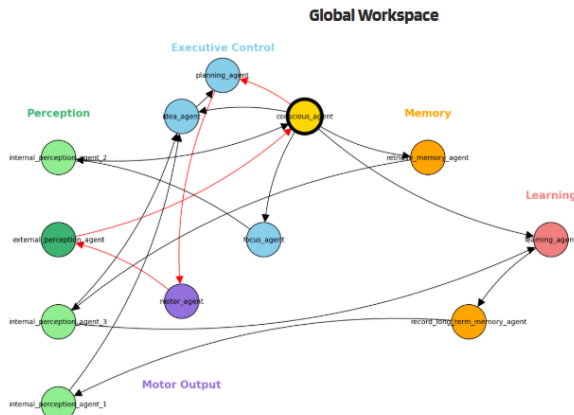 Global Workspace
Executive Control
planning_agent
Perception
idea_agent
conscious_agent
Memory
internal_perception_agent_2
retrieve_memory_agent
Learning
external_perception_agent
focus_agent
learning_agent
motor_agent
internal_perception_agent_3
record_long_term_memory_agent
Motor Output
internal_perception_agent_1